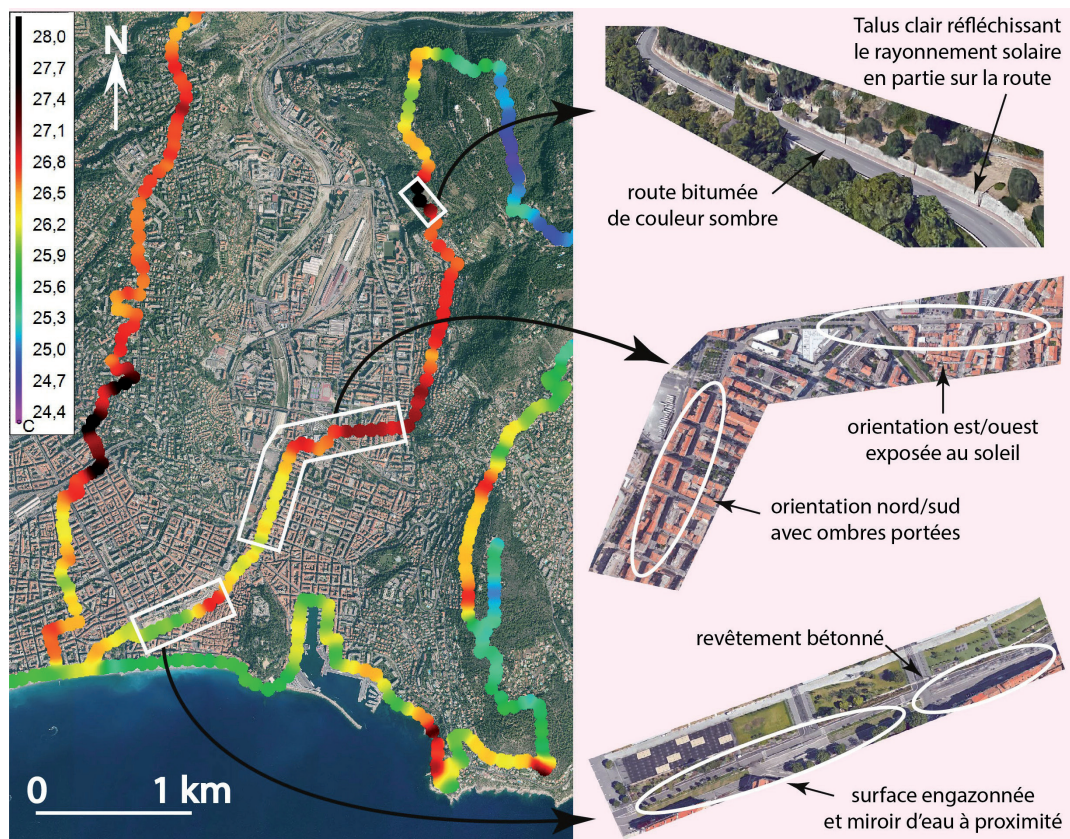 28,0
27,7
27,4
27,1
26,8
26,5
26,2
25,9
25,6
25,3
25,0
24,7
24,4
°C
N
0
1 km
Talus clair réfléchissant
le rayonnement solaire
en partie sur la route
route bitumée
de couleur sombre
orientation est/ouest
exposée au soleil
orientation nord/sud
avec ombres portées
revêtement bétonné
surface engazonnée
et miroir d'eau à proximité